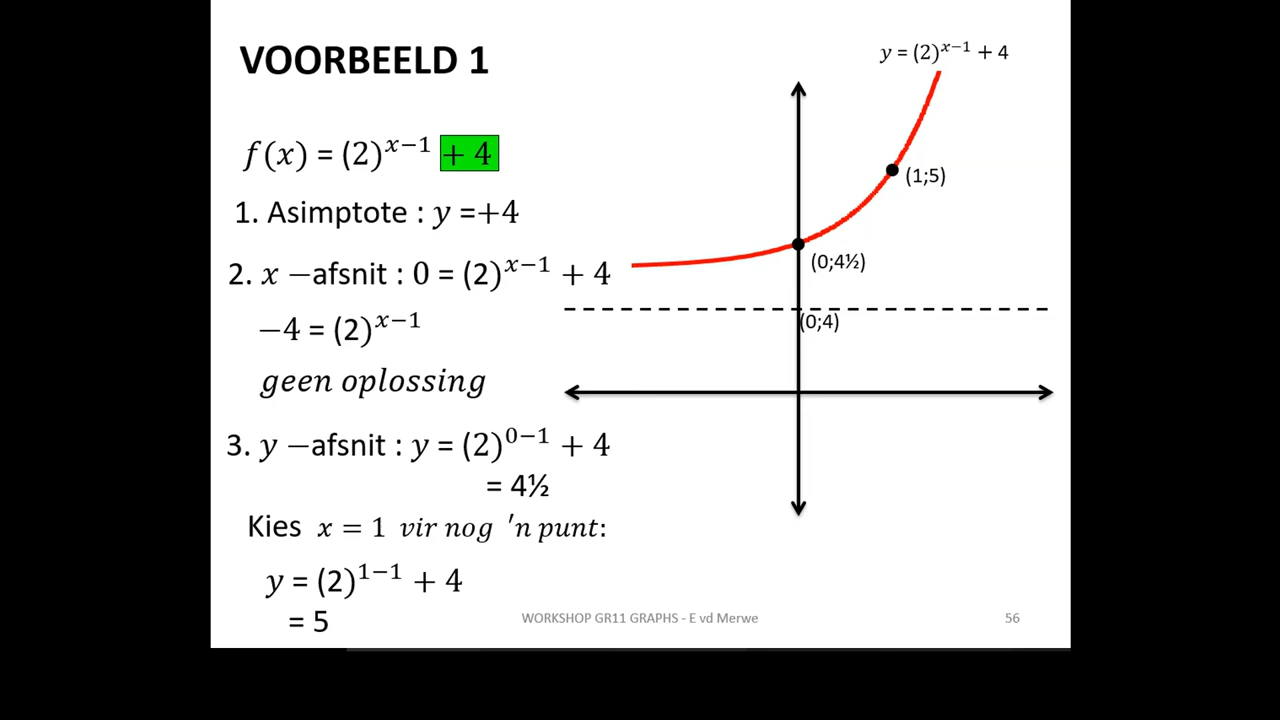 VOORBEELD 1
f(x) = (2)^{x−1} + 4
1. Asimptote : y =+4
2. x −afsnit : 0 = (2)^{x−1} + 4
−4 = (2)^{x−1}
geen oplossing
3. y −afsnit : y = (2)^{0−1} + 4
= 4½
Kies x = 1 vir nog 'n punt:
y = (2)^{1−1} + 4
= 5
y = (2)^{x−1} + 4
(1;5)
(0;4½)
(0;4)
WORKSHOP GR11 GRAPHS - E vd Merwe
56